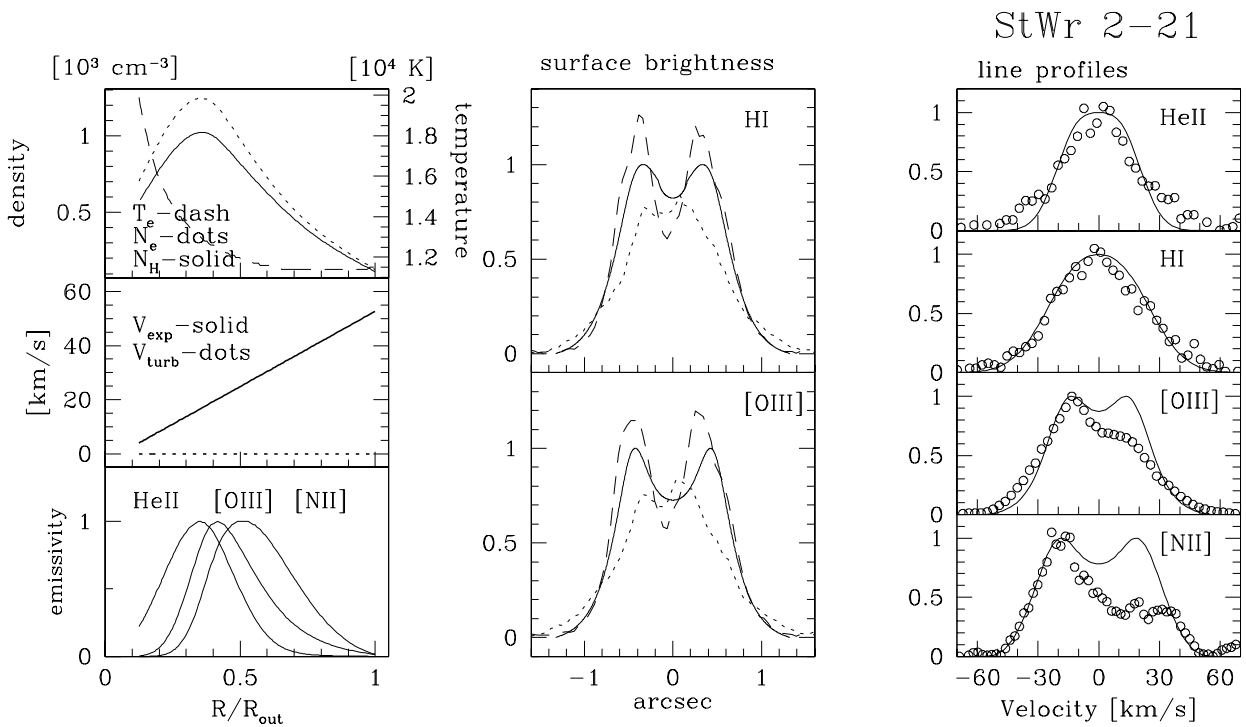 StWr 2−21
[10³ cm⁻³]
[10⁴ K]
surface brightness
line profiles
density
1
0.5
2
1.8
1.6
1.4
1.2
temperature
T_e−dash
N_e−dots
N_H−solid
[km/s]
60
40
20
0
V_exp−solid
V_turb−dots
emissivity
1
0
HeII [OIII] [NII]
0 0.5 1
R/R_out
HI
1
0.5
0
[OIII]
1
0.5
0
−1 0 1
arcsec
HeII
1
0.5
0
HI
1
0.5
0
[OIII]
1
0.5
0
[NII]
1
0.5
0
−60 −30 0 30 60
Velocity [km/s]